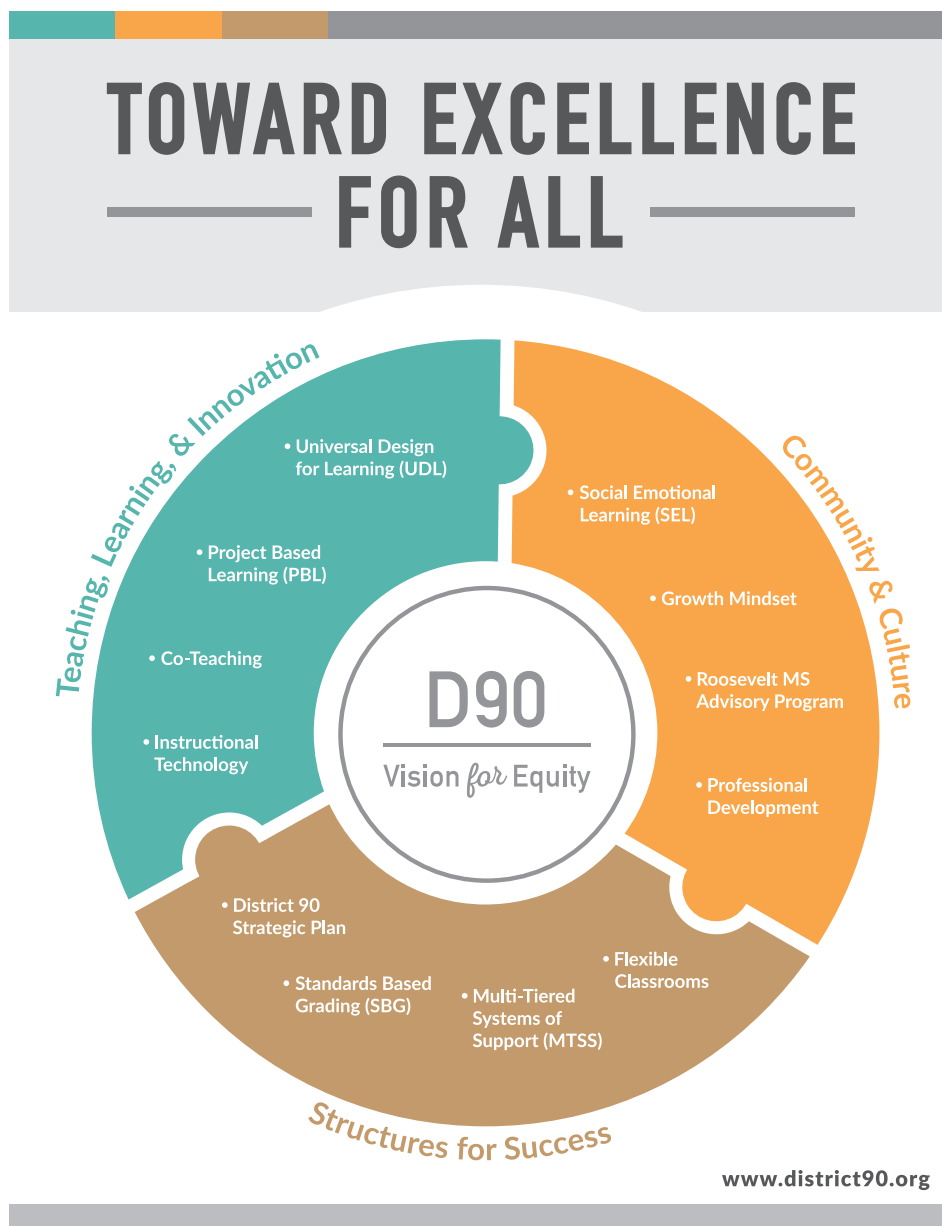 TOWARD EXCELLENCE
FOR ALL
Teaching, Learning, & Innovation
• Universal Design
for Learning (UDL)
• Project Based
Learning (PBL)
• Co-Teaching
• Instructional
Technology
Community & Culture
• Social Emotional
Learning (SEL)
• Growth Mindset
• Roosevelt MS
Advisory Program
• Professional
Development
D90
Vision for Equity
• District 90
Strategic Plan
• Standards Based
Grading (SBG)
• Multi-Tiered
Systems of
Support (MTSS)
• Flexible
Classrooms
Structures for Success
www.district90.org